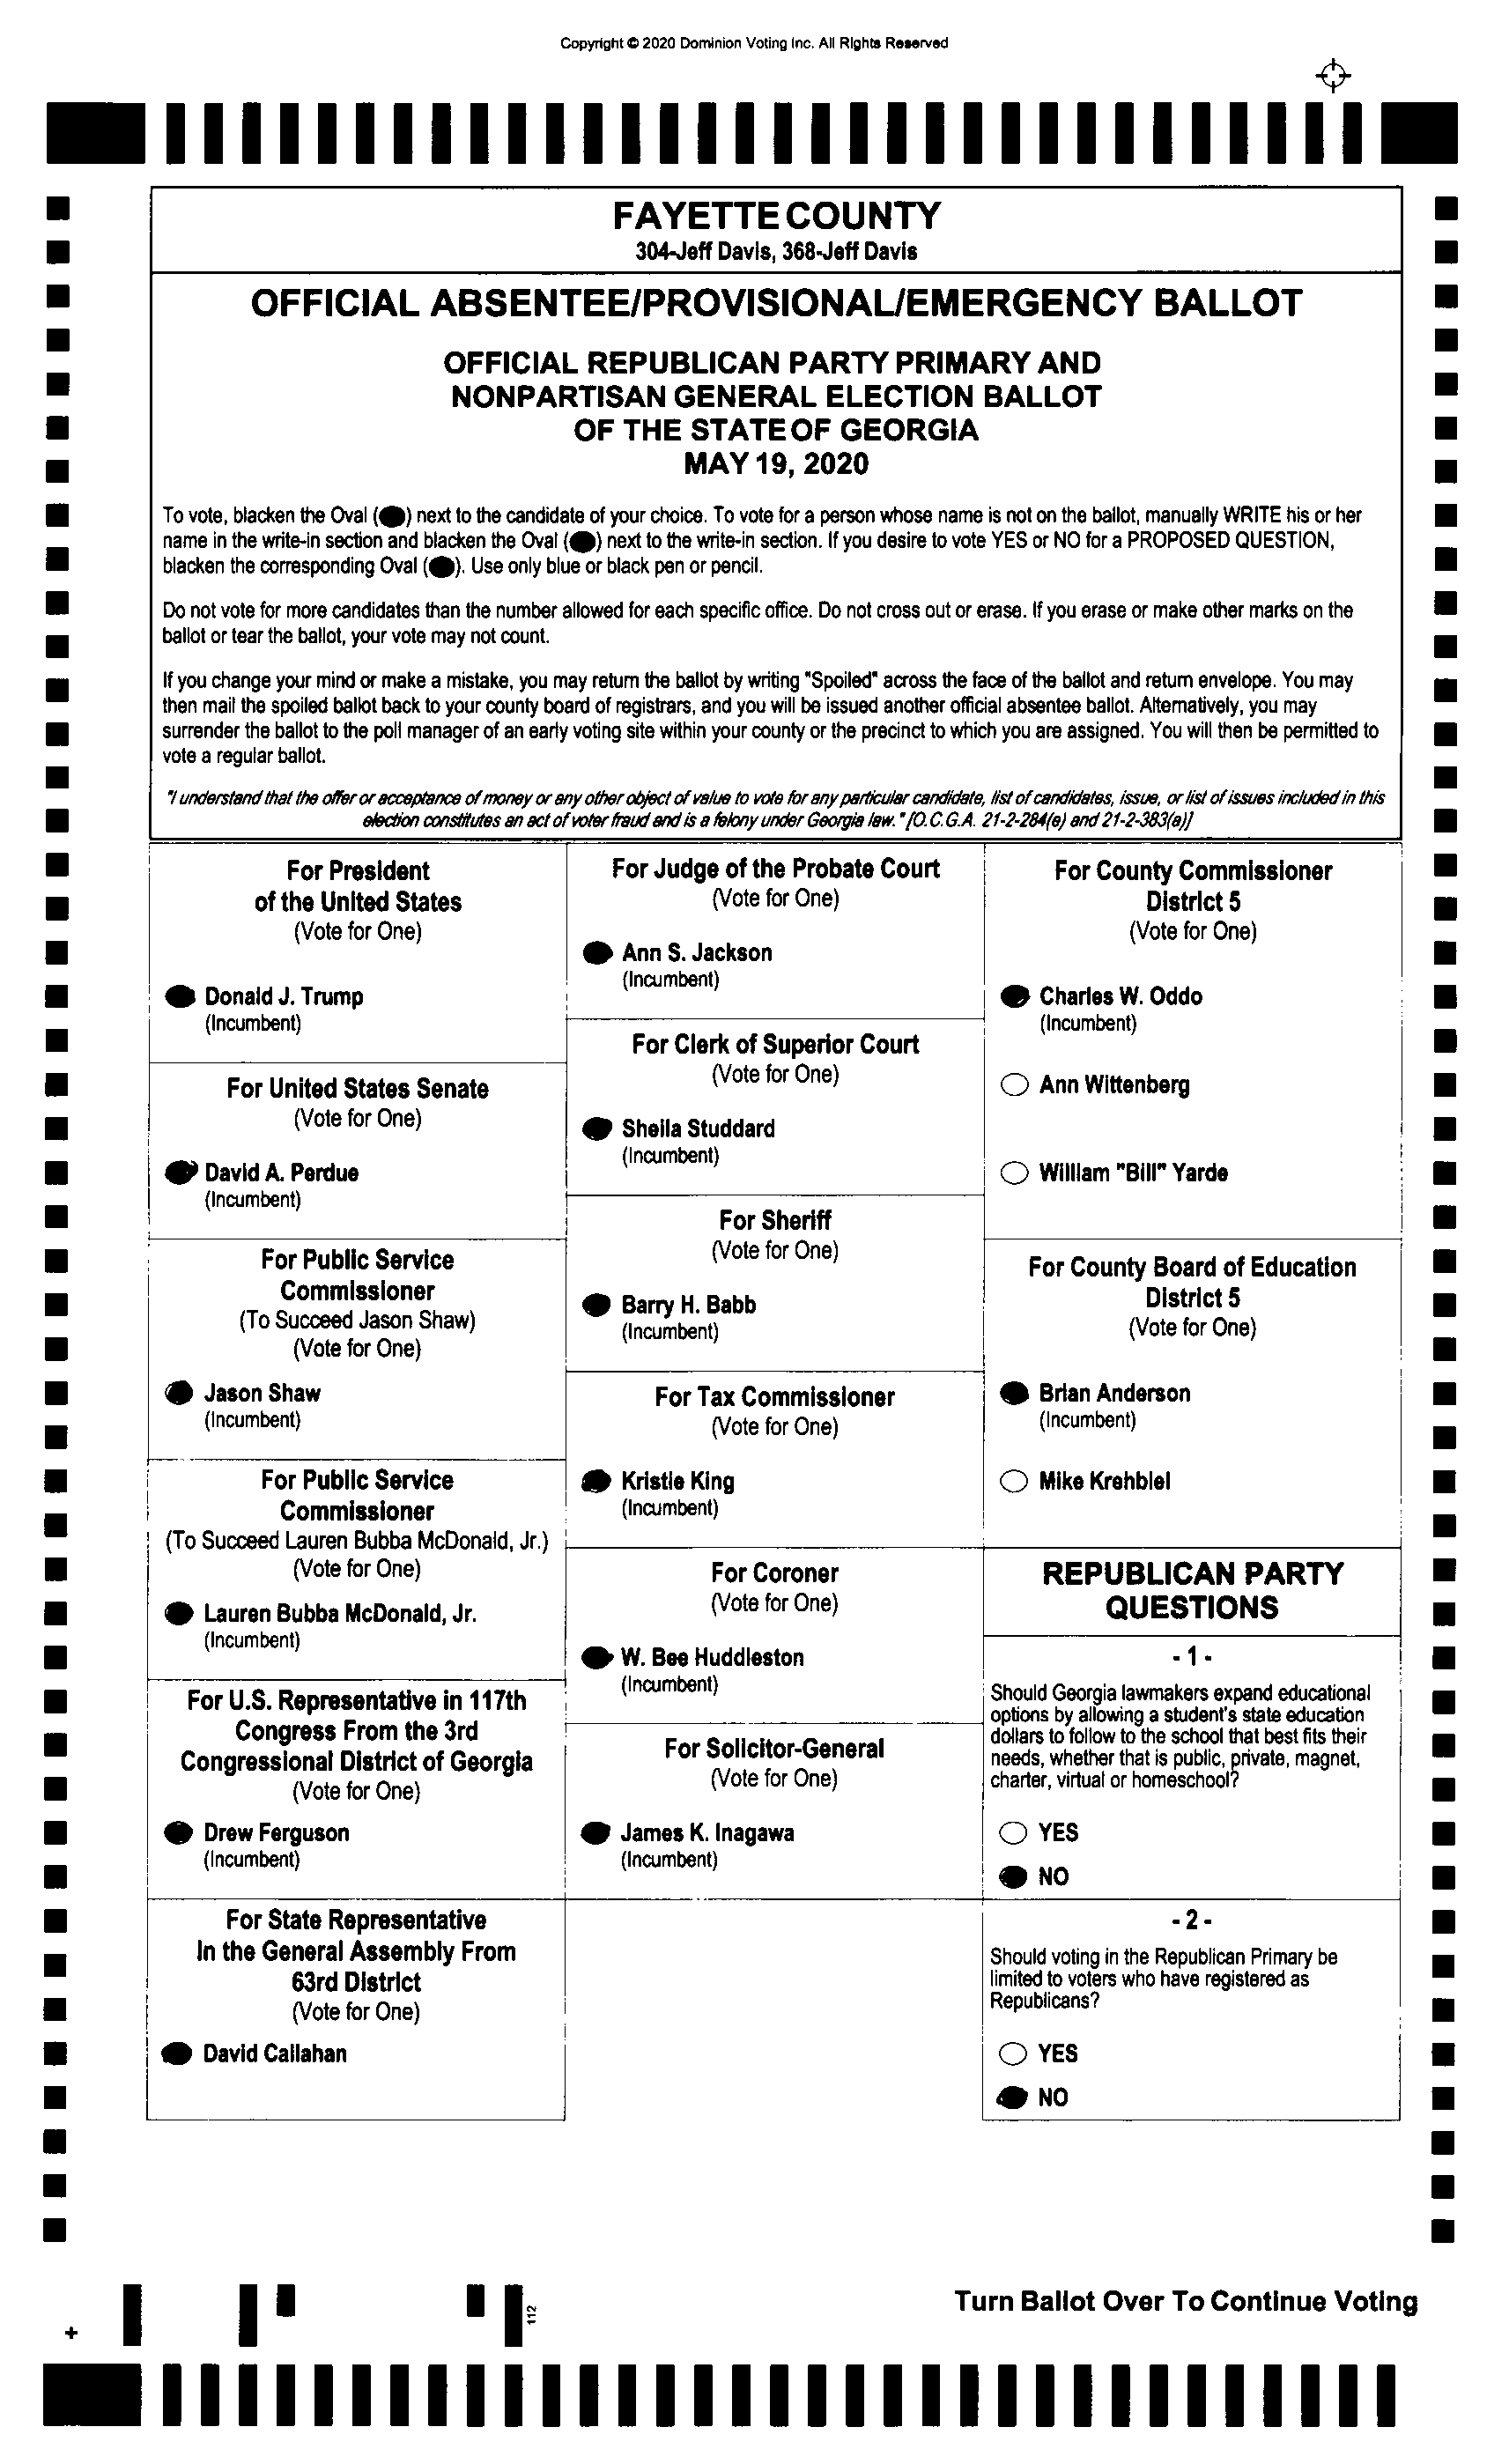 Copyright © 2020 Dominion Voting Inc. All Rights Reserved
FAYETTE COUNTY
304-Jeff Davis, 368-Jeff Davis
OFFICIAL ABSENTEE/PROVISIONAL/EMERGENCY BALLOT
OFFICIAL REPUBLICAN PARTY PRIMARY AND
NONPARTISAN GENERAL ELECTION BALLOT
OF THE STATE OF GEORGIA
MAY 19, 2020
To vote, blacken the Oval ( ) next to the candidate of your choice. To vote for a person whose name is not on the ballot, manually WRITE his or her
name in the write-in section and blacken the Oval ( ) next to the write-in section. If you desire to vote YES or NO for a PROPOSED QUESTION,
blacken the corresponding Oval ( ). Use only blue or black pen or pencil.
Do not vote for more candidates than the number allowed for each specific office. Do not cross out or erase. If you erase or make other marks on the
ballot or tear the ballot, your vote may not count.
If you change your mind or make a mistake, you may return the ballot by writing "Spoiled" across the face of the ballot and return envelope. You may
then mail the spoiled ballot back to your county board of registrars, and you will be issued another official absentee ballot. Alternatively, you may
surrender the ballot to the poll manager of an early voting site within your county or the precinct to which you are assigned. You will then be permitted to
vote a regular ballot.
"I understand that the offer or acceptance of money or any other object of value to vote for any particular candidate, list of candidates, issue, or list of issues included in this
election constitutes an act of voter fraud and is a felony under Georgia law." [O.C.G.A. 21-2-284(e) and 21-2-383(a)]
For President
of the United States
(Vote for One)
Donald J. Trump
(Incumbent)
For United States Senate
(Vote for One)
David A. Perdue
(Incumbent)
For Public Service
Commissioner
(To Succeed Jason Shaw)
(Vote for One)
Jason Shaw
(Incumbent)
For Public Service
Commissioner
(To Succeed Lauren Bubba McDonald, Jr.)
(Vote for One)
Lauren Bubba McDonald, Jr.
(Incumbent)
For U.S. Representative in 117th
Congress From the 3rd
Congressional District of Georgia
(Vote for One)
Drew Ferguson
(Incumbent)
For State Representative
In the General Assembly From
63rd District
(Vote for One)
David Callahan
For Judge of the Probate Court
(Vote for One)
Ann S. Jackson
(Incumbent)
For Clerk of Superior Court
(Vote for One)
Sheila Studdard
(Incumbent)
For Sheriff
(Vote for One)
Barry H. Babb
(Incumbent)
For Tax Commissioner
(Vote for One)
Kristie King
(Incumbent)
For Coroner
(Vote for One)
W. Bee Huddleston
(Incumbent)
For Solicitor-General
(Vote for One)
James K. Inagawa
(Incumbent)
For County Commissioner
District 5
(Vote for One)
Charles W. Oddo
(Incumbent)
Ann Wittenberg
William "Bill" Yarde
For County Board of Education
District 5
(Vote for One)
Brian Anderson
(Incumbent)
Mike Krehbiel
REPUBLICAN PARTY
QUESTIONS
- 1 -
Should Georgia lawmakers expand educational
options by allowing a student's state education
dollars to follow to the school that best fits their
needs, whether that is public, private, magnet,
charter, virtual or homeschool?
YES
NO
- 2 -
Should voting in the Republican Primary be
limited to voters who have registered as
Republicans?
YES
NO
112
Turn Ballot Over To Continue Voting